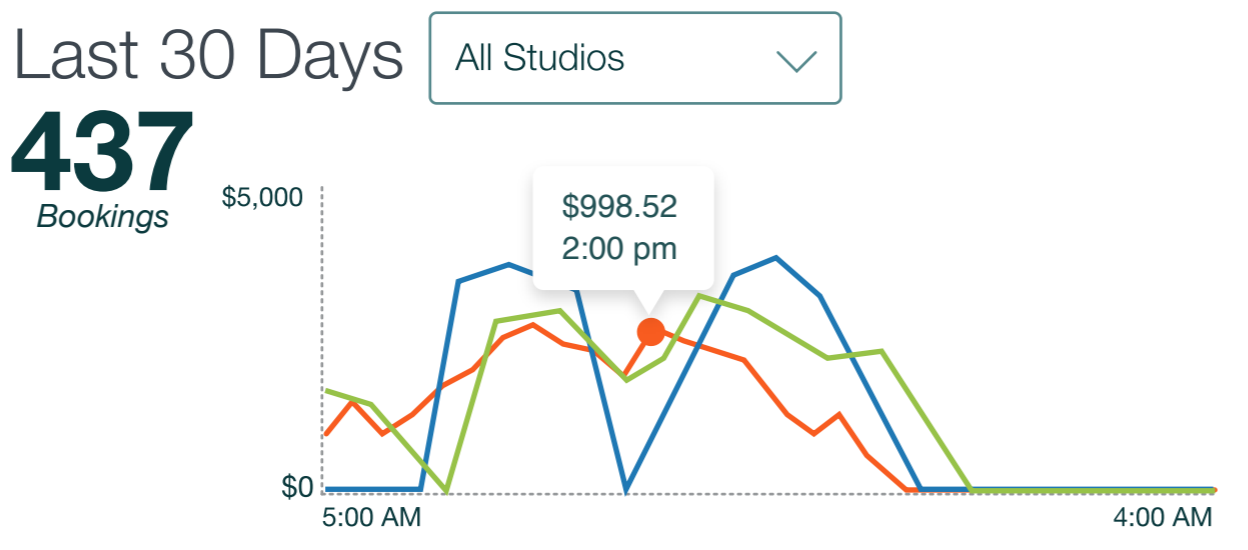 Last 30 Days
All Studios
437
Bookings
$5,000
$998.52
2:00 pm
$0
5:00 AM
4:00 AM